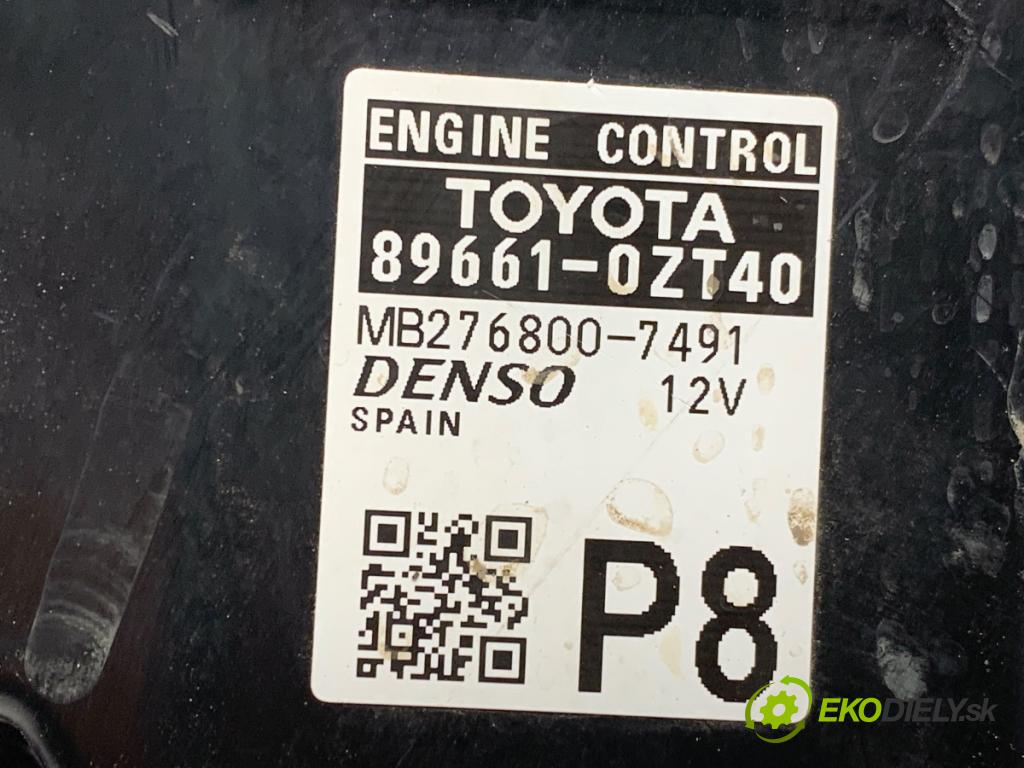 ENGINE CONTROL
TOYOTA
89661-0ZT40
MB276800-7491
DENSO 12V
SPAIN
P8
EKODIELY.sk